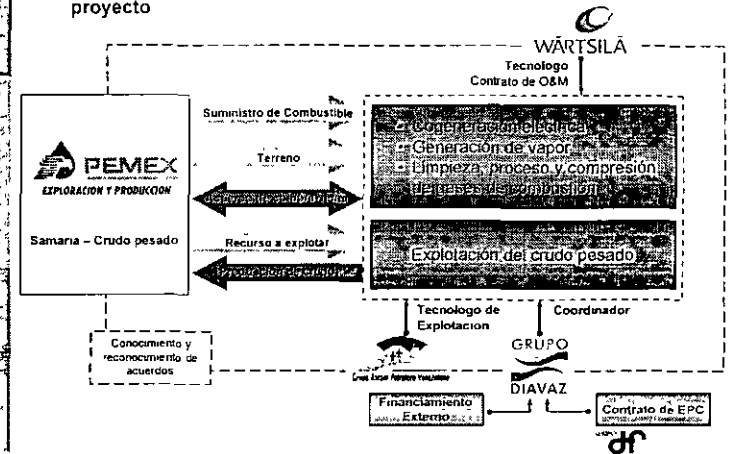 proyecto
WÄRTSILÄ
Tecnologo
Contrato de O&M
Suministro de Combustible
Terreno
PEMEX
EXPLORACION Y PRODUCCION
Samaria – Crudo pesado
Cogeneración eléctrica
Generación de vapor
Limpieza, proceso y compresión
de gases de combustión
Recurso a explotar
Explotación del crudo pesado
Tecnologo de
Explotacion
Coordinador
Conocimiento y
reconocimiento de
acuerdos
GRUPO
DIAVAZ
Financiamiento
Externo
Contrato de EPC
df